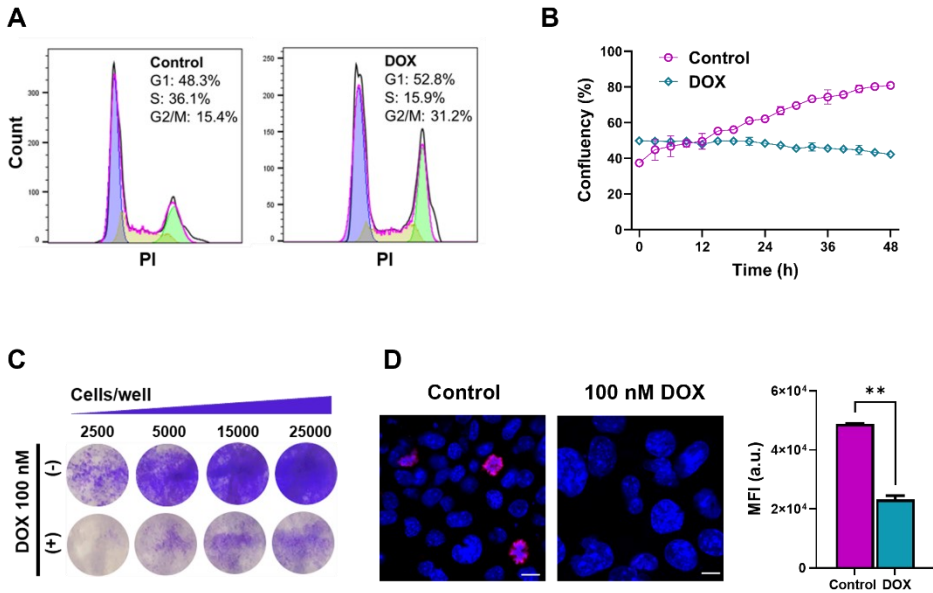 A
Control
G1: 48.3%
S: 36.1%
G2/M: 15.4%
Count
300
200
100
0
PI
DOX
G1: 52.8%
S: 15.9%
G2/M: 31.2%
250
200
150
100
50
0
PI
B
Control
DOX
Confluency (%)
100
80
60
40
20
0
0 12 24 36 48
Time (h)
C
Cells/well
2500 5000 15000 25000
DOX 100 nM
(-)
(+)
D
Control
100 nM DOX
MFI (a.u.)
6×10⁴
4×10⁴
2×10⁴
0
**
Control DOX